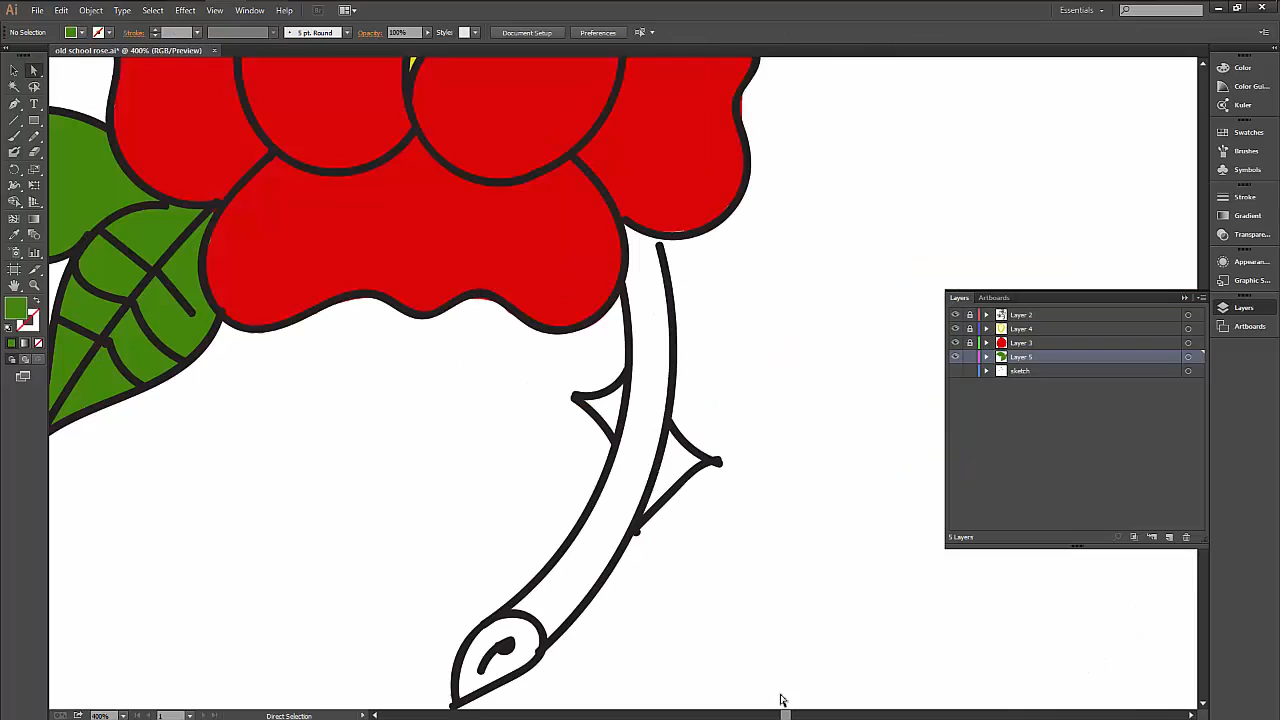 Ai File Edit Object Type Select Effect View Window Help Br Essentials
No Selection Stroke: 5 pt. Round Opacity: 100% Styles Document Setup Preferences
old school rose.ai* @ 400% (RGB/Preview) ×
Color
Color Gui...
Kuler
Swatches
Brushes
Symbols
Stroke
Gradient
Transpare...
Appearan...
Graphic S...
Layers
Artboards
Layers Artboards
Layer 2
Layer 4
Layer 3
Layer 5
sketch
5 Layers
400% 1 Direct Selection